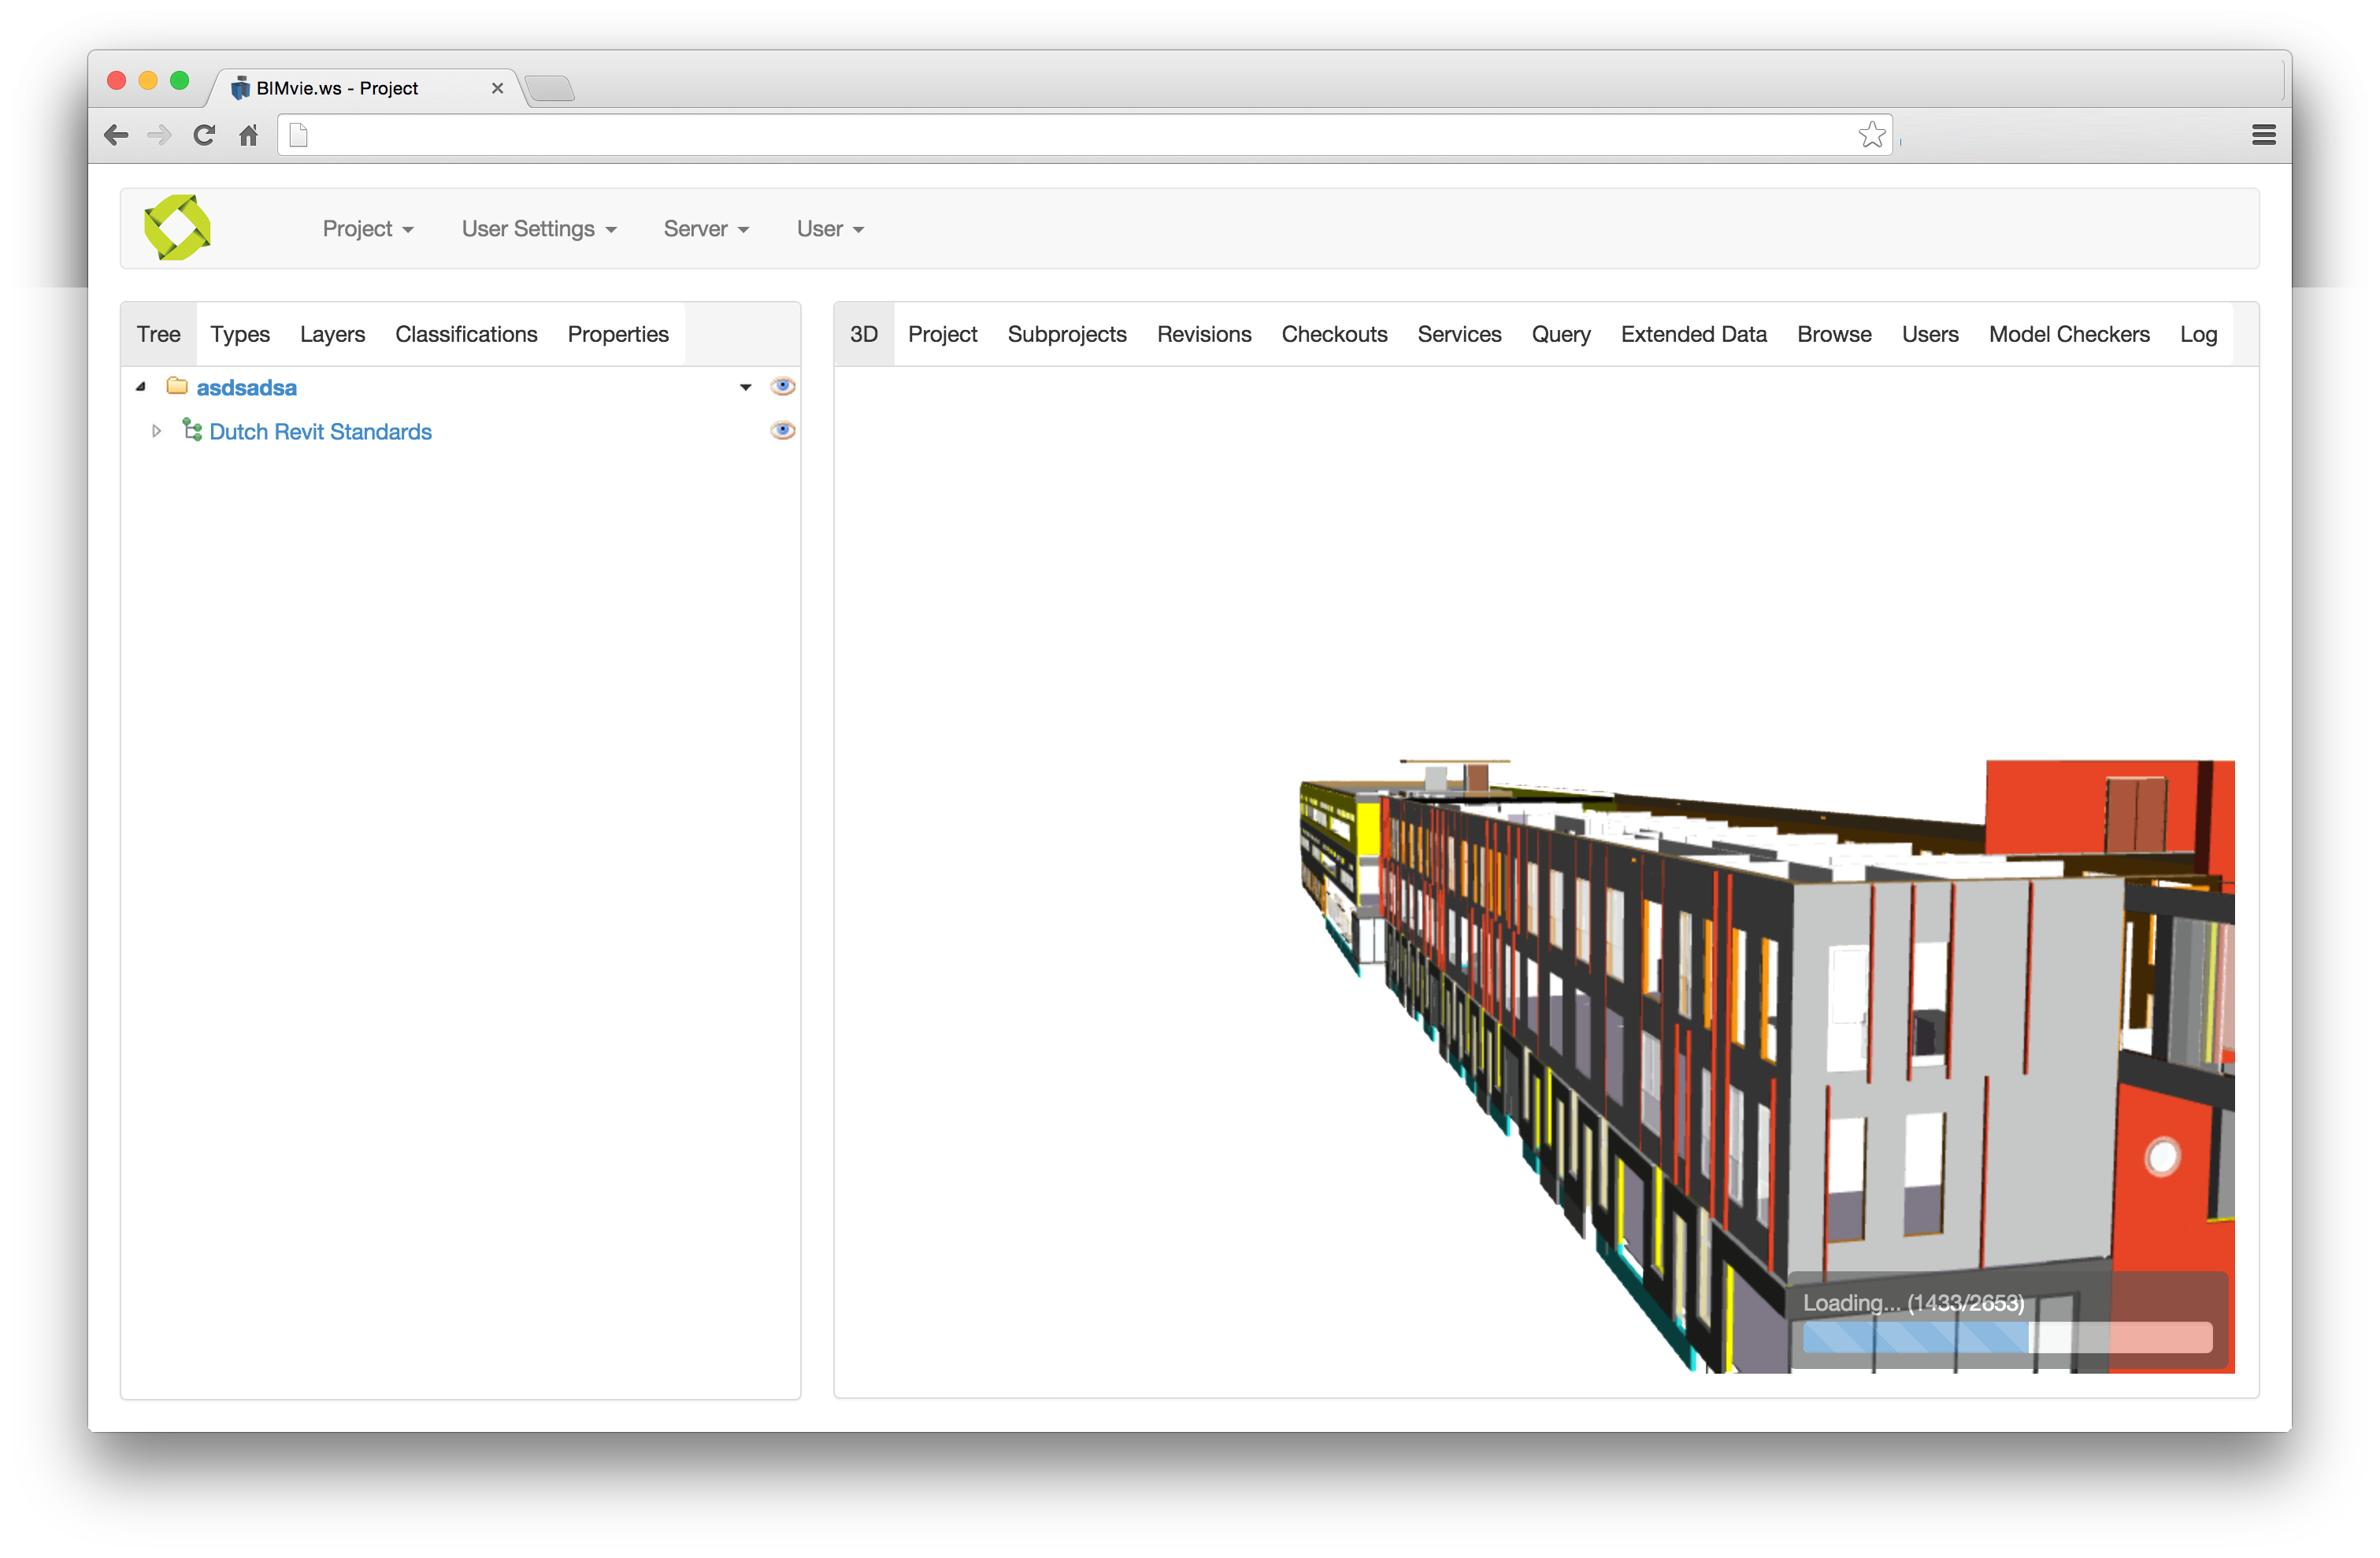 BIMvie.ws - Project
Project User Settings Server User
Tree Types Layers Classifications Properties
3D Project Subprojects Revisions Checkouts Services Query Extended Data Browse Users Model Checkers Log
asdsadsa
Dutch Revit Standards
Loading... (1433/2653)